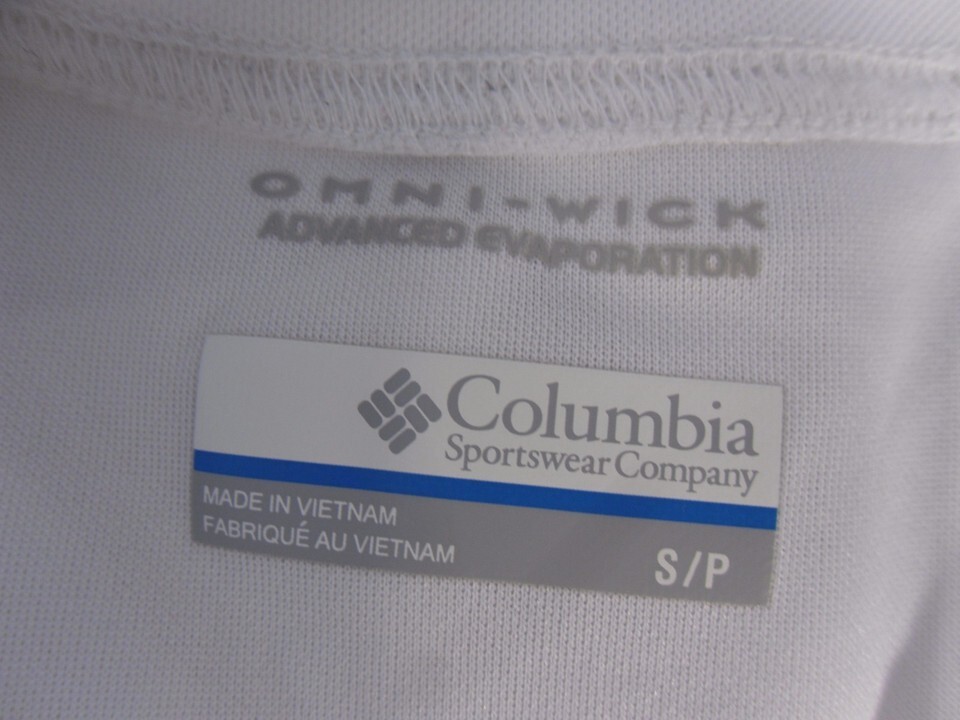 OMNI-WICK
ADVANCED EVAPORATION
Columbia
Sportswear Company
MADE IN VIETNAM
FABRIQUÉ AU VIETNAM
S/P